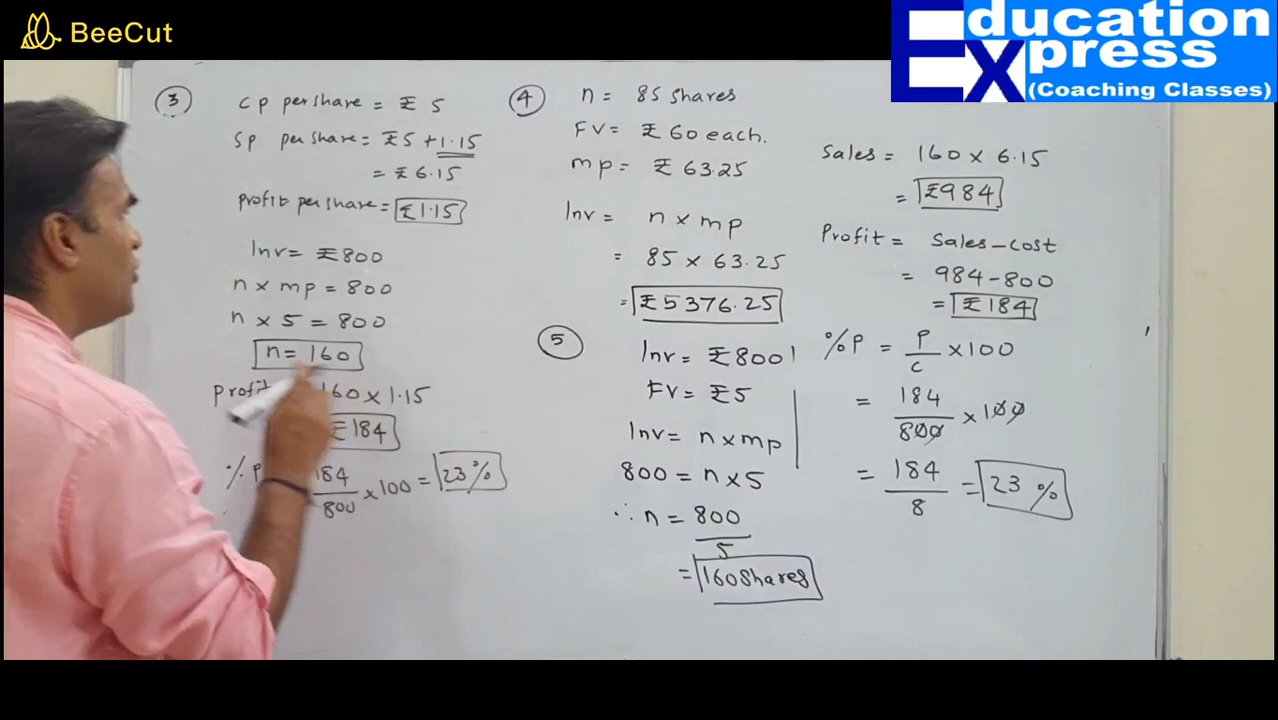 BeeCut
Education
Express
(Coaching Classes)
③ CP per share = ₹ 5
SP per share = ₹5 + 1.15
= ₹ 6.15
profit per share = ₹1.15
Inv = ₹800
n x mp = 800
n x 5 = 800
n = 160
profit 160 x 1.15
₹ 184
% P 184/800 x 100 = 23%
④ n = 85 shares
FV = ₹ 60 each.
mp = ₹ 63.25
Inv = n x mp
= 85 x 63.25
= ₹5376.25
⑤ Inv = ₹800
FV = ₹5
Inv = n x mp
800 = n x 5
∴ n = 800/5
= 160 Shares
Sales = 160 x 6.15
= ₹984
Profit = Sales - cost
= 984 - 800
= ₹184
% P = P/C x 100
= 184/800 x 100
= 184/8 = 23 %